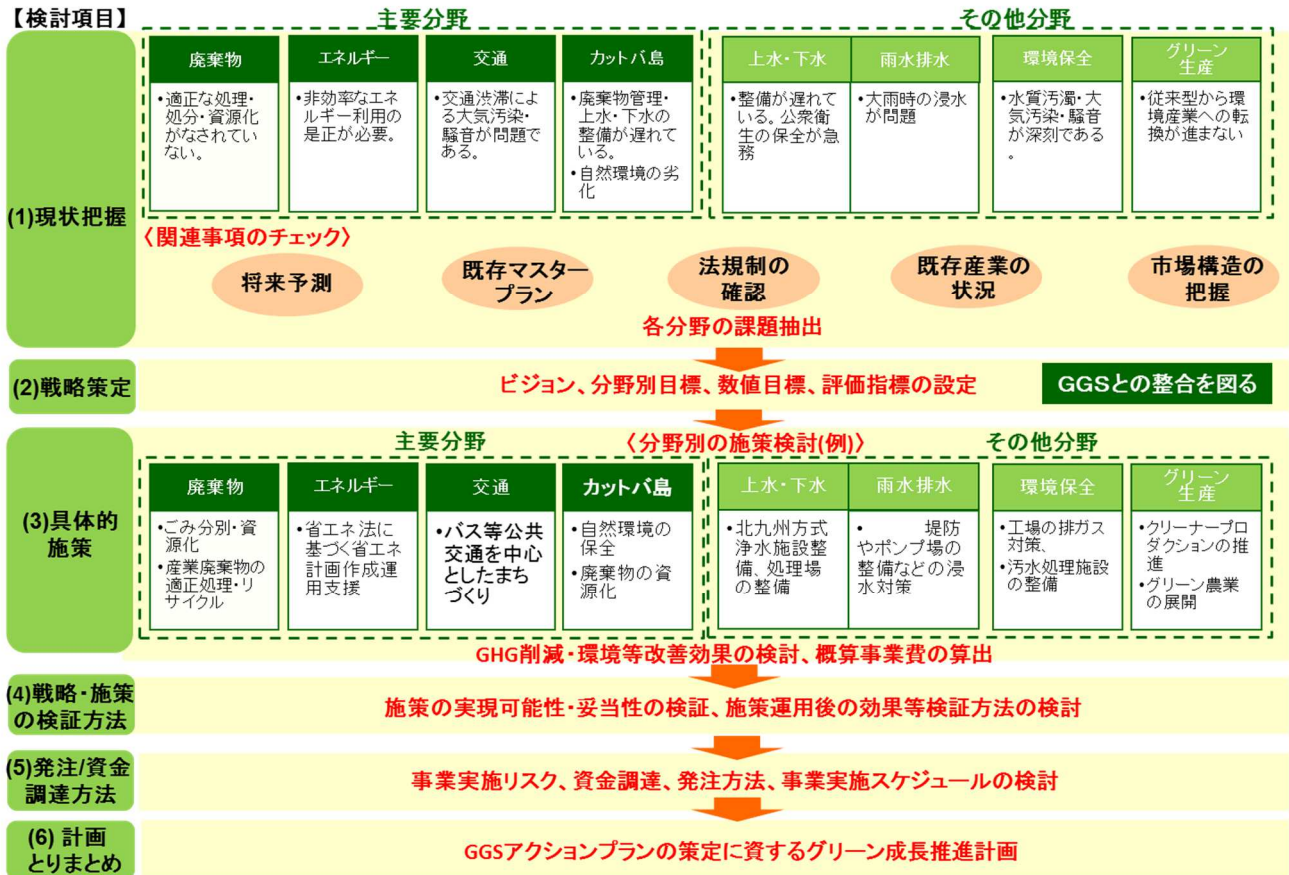 【検討項目】
主要分野
その他分野
(1)現状把握
廃棄物
•適正な処理・
処分・資源化
がなされてい
ない。
エネルギー
•非効率なエネ
ルギー利用の
是正が必要。
交通
•交通渋滞によ
る大気汚染・
騒音が問題で
ある。
カットバ島
•廃棄物管理・
上水・下水の
整備が遅れて
いる。
•自然環境の劣
化
上水・下水
•整備が遅れて
いる。公衆衛
生の保全が急
務
雨水排水
•大雨時の浸水
が問題
環境保全
•水質汚濁・大
気汚染・騒音
が深刻である
。
グリーン
生産
•従来型から環
境産業への転
換が進まない
〈関連事項のチェック〉
将来予測
既存マスター
プラン
法規制の
確認
既存産業の
状況
市場構造の
把握
各分野の課題抽出
(2)戦略策定
ビジョン、分野別目標、数値目標、評価指標の設定
GGSとの整合を図る
主要分野
〈分野別の施策検討(例)〉
その他分野
(3)具体的
施策
廃棄物
•ごみ分別・資
源化
•産業廃棄物の
適正処理・リ
サイクル
エネルギー
•省エネ法に
基づく省エネ
計画作成運
用支援
交通
•バス等公共
交通を中心
としたまち
づくり
カットバ島
•自然環境の
保全
•廃棄物の資
源化
上水・下水
•北九州方式
浄水施設整
備、処理場
の整備
雨水排水
• 堤防
やポンプ場の
整備などの浸
水対策
環境保全
•工場の排ガス
対策、
•汚水処理施設
の整備
グリーン
生産
•クリーナープロ
ダクションの推
進
•グリーン農業
の展開
GHG削減・環境等改善効果の検討、概算事業費の算出
(4)戦略・施策
の検証方法
施策の実現可能性・妥当性の検証、施策運用後の効果等検証方法の検討
(5)発注/資金
調達方法
事業実施リスク、資金調達、発注方法、事業実施スケジュールの検討
(6) 計画
とりまとめ
GGSアクションプランの策定に資するグリーン成長推進計画